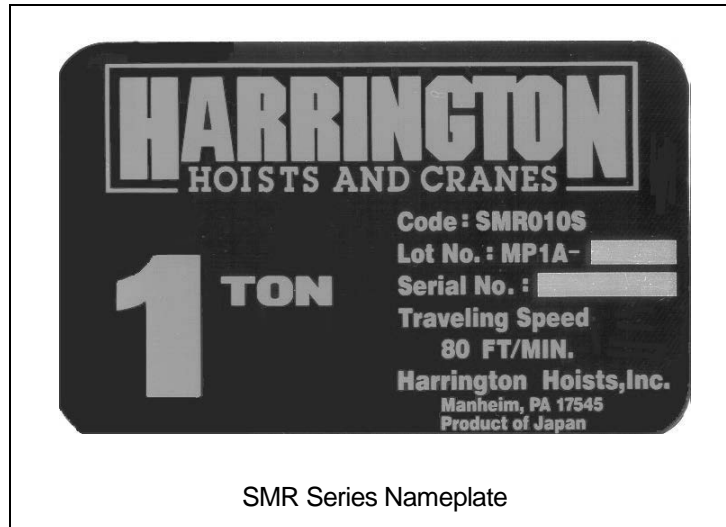 HARRINGTON
HOISTS AND CRANES
1 TON
Code: SMR010S
Lot No.: MP1A-
Serial No.:
Traveling Speed
80 FT/MIN.
Harrington Hoists,Inc.
Manheim, PA 17545
Product of Japan
SMR Series Nameplate